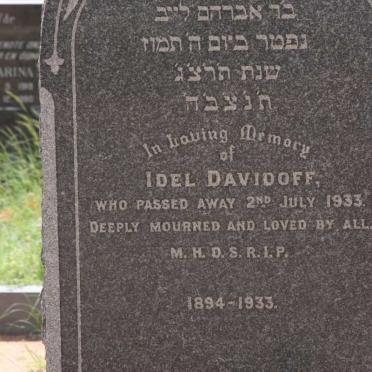 בר אברהם לייב
נפטר ביום ה תמוז
שנת תרצג
תנצבה
In Loving Memory
of
IDEL DAVIDOFF,
WHO PASSED AWAY 2ND JULY 1933.
DEEPLY MOURNED AND LOVED BY ALL.
M.H.D.S.R.I.P.
1894-1933.